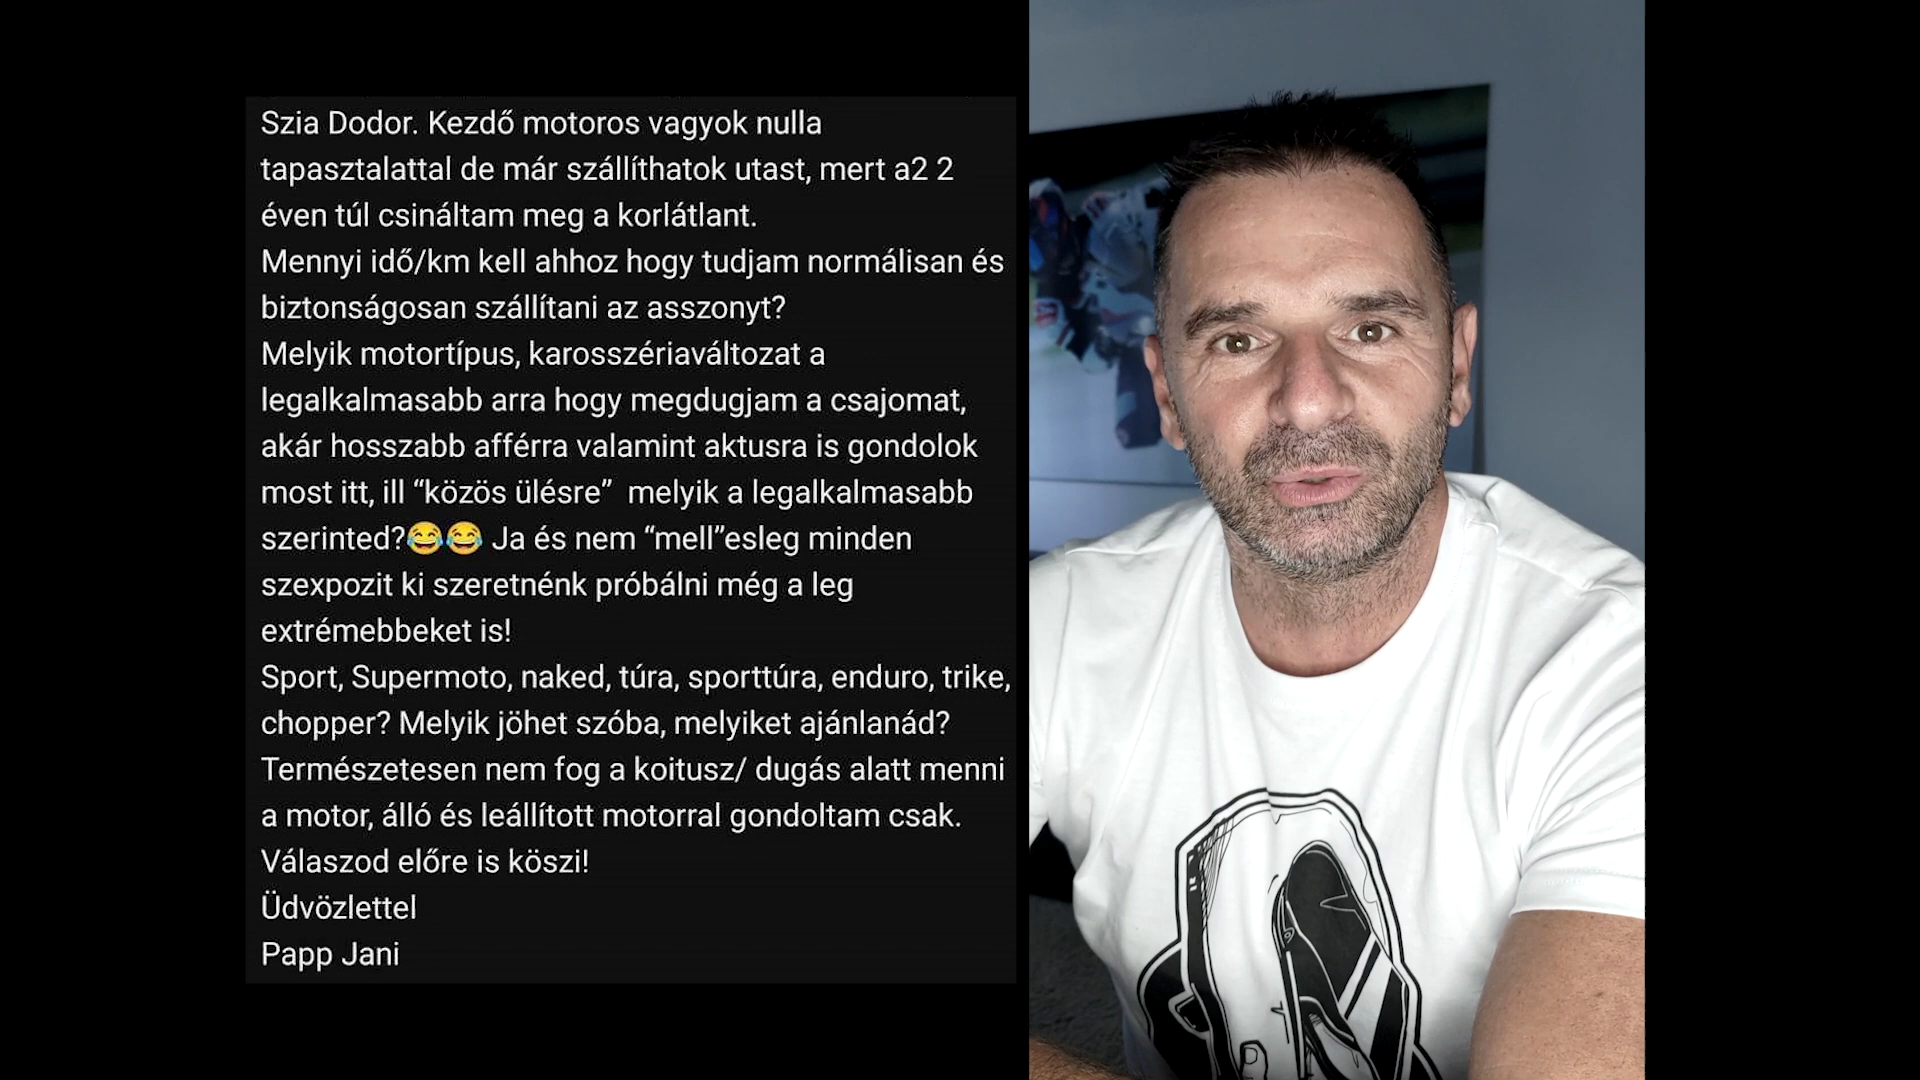 Szia Dodor. Kezdő motoros vagyok nulla
tapasztalattal de már szállíthatok utast, mert a2 2
éven túl csináltam meg a korlátlant.
Mennyi idő/km kell ahhoz hogy tudjam normálisan és
biztonságosan szállítani az asszonyt?
Melyik motortípus, karosszériaváltozat a
legalkalmasabb arra hogy megdugjam a csajomat,
akár hosszabb afférra valamint aktusra is gondolok
most itt, ill “közös ülésre”  melyik a legalkalmasabb
szerinted?😂😂 Ja és nem “mell”esleg minden
szexpozit ki szeretnénk próbálni még a leg
extrémebbeket is!
Sport, Supermoto, naked, túra, sporttúra, enduro, trike,
chopper? Melyik jöhet szóba, melyiket ajánlanád?
Természetesen nem fog a koitusz/ dugás alatt menni
a motor, álló és leállított motorral gondoltam csak.
Válaszod előre is köszi!
Üdvözlettel
Papp Jani